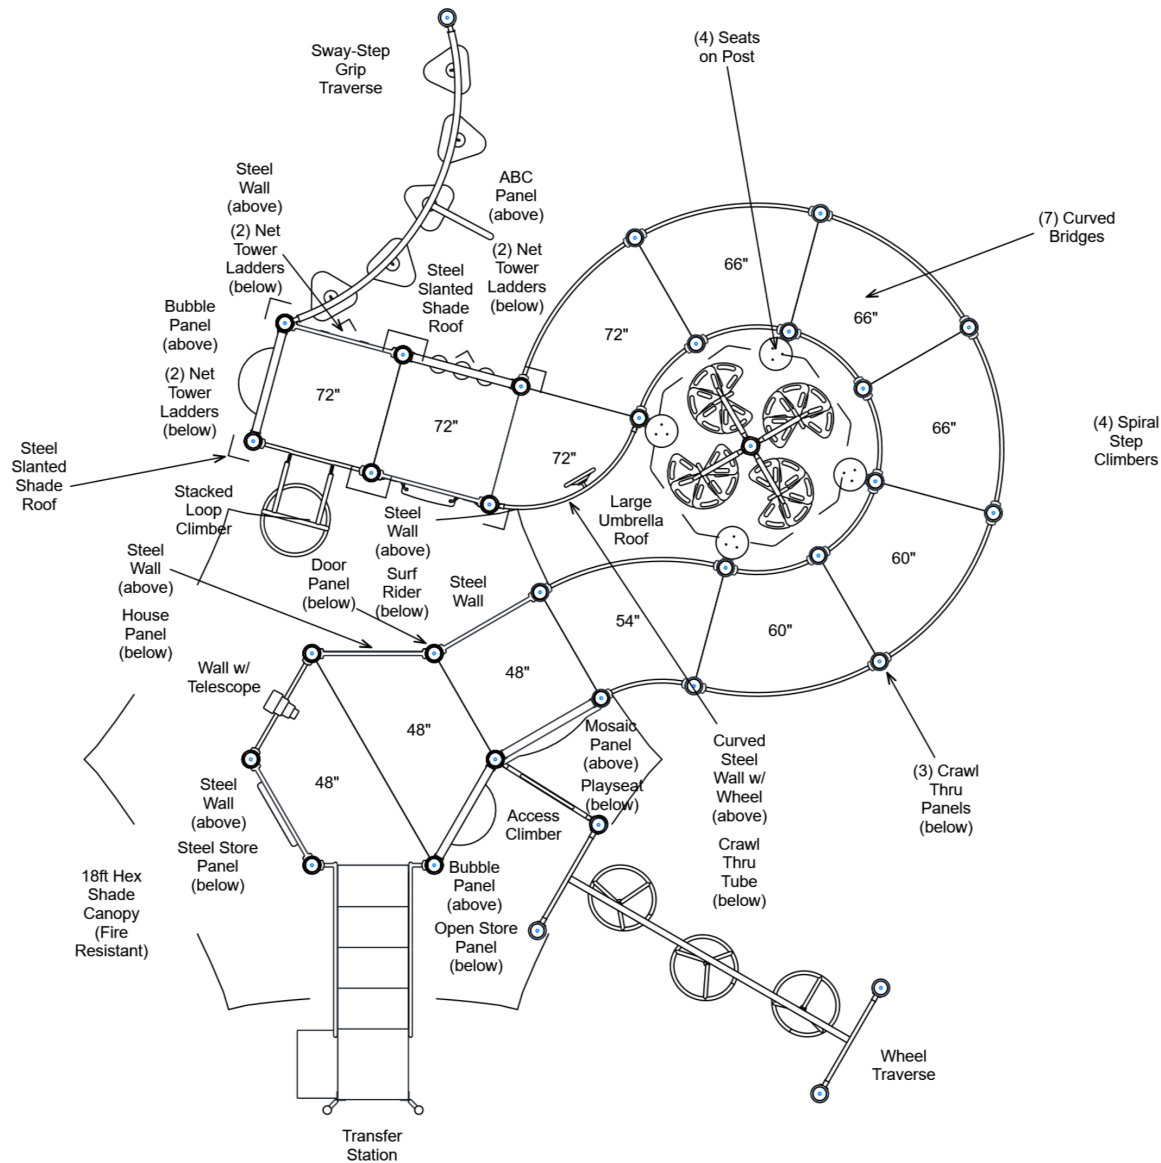 Sway-Step
Grip
Traverse
(4) Seats
on Post
Steel
Wall
(above)
(2) Net
Tower
Ladders
(below)
ABC
Panel
(above)
(2) Net
Tower
Ladders
(below)
(7) Curved
Bridges
Steel
Slanted
Shade
Roof
Bubble
Panel
(above)
(2) Net
Tower
Ladders
(below)
66"
66"
72"
72"
72"
66"
72"
(4) Spiral
Step
Climbers
Steel
Slanted
Shade
Roof
Stacked
Loop
Climber
Steel
Wall
(above)
Surf
Rider
(below)
Large
Umbrella
Roof
Steel
Wall
(above)
House
Panel
(below)
Door
Panel
(below)
Steel
Wall
60"
54"
60"
48"
Wall w/
Telescope
48"
48"
Mosaic
Panel
(above)
Playseat
(below)
Curved
Steel
Wall w/
Wheel
(above)
Crawl
Thru
Tube
(below)
(3) Crawl
Thru
Panels
(below)
Steel
Wall
(above)
Steel Store
Panel
(below)
Access
Climber
18ft Hex
Shade
Canopy
(Fire
Resistant)
Bubble
Panel
(above)
Open Store
Panel
(below)
Wheel
Traverse
Transfer
Station